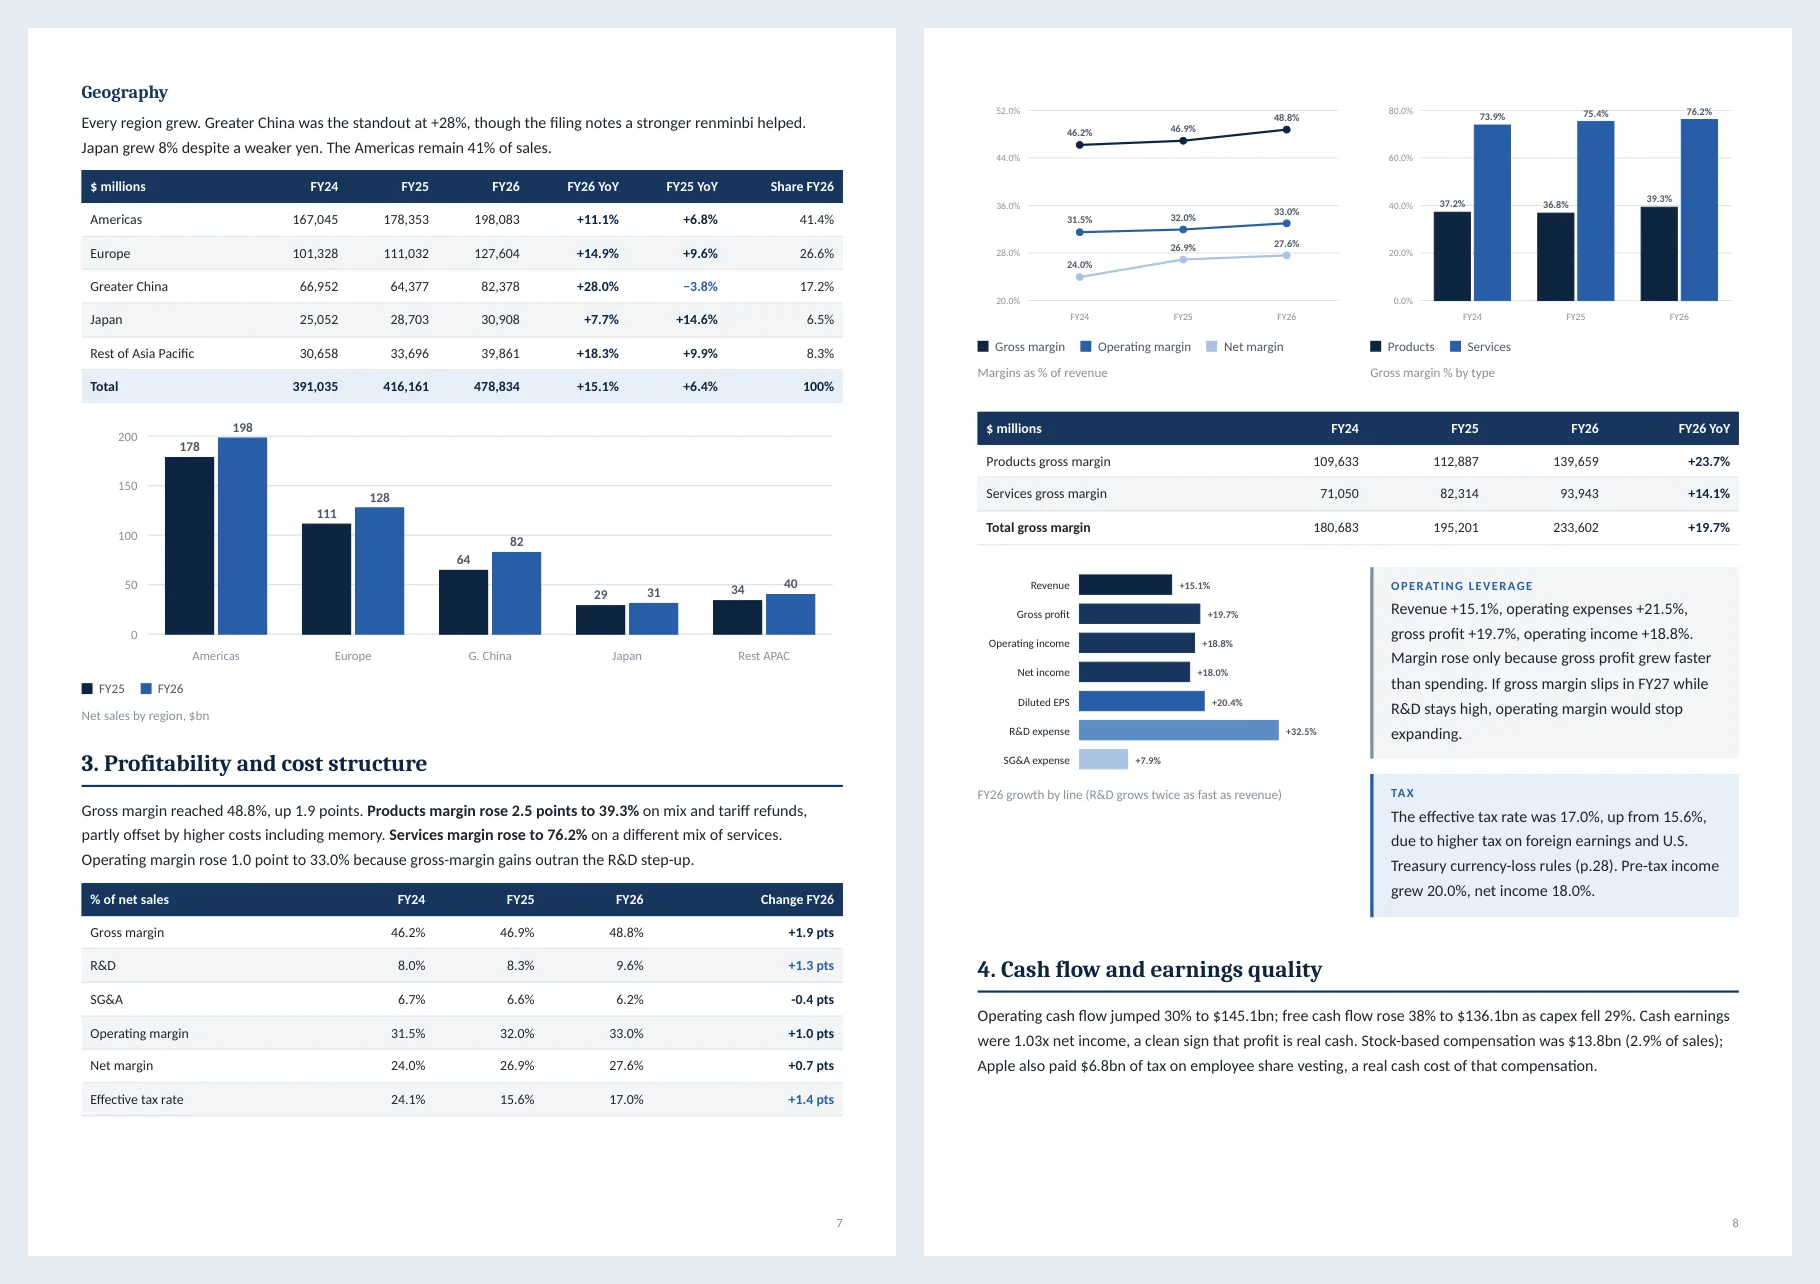 Geography
Every region grew. Greater China was the standout at +28%, though the filing notes a stronger renminbi helped.
Japan grew 8% despite a weaker yen. The Americas remain 41% of sales.
$ millions FY24 FY25 FY26 FY26 YoY FY25 YoY Share FY26
Americas 167,045 178,353 198,083 +11.1% +6.8% 41.4%
Europe 101,328 111,032 127,604 +14.9% +9.6% 26.6%
Greater China 66,952 64,377 82,378 +28.0% −3.8% 17.2%
Japan 25,052 28,703 30,908 +7.7% +14.6% 6.5%
Rest of Asia Pacific 30,658 33,696 39,861 +18.3% +9.9% 8.3%
Total 391,035 416,161 478,834 +15.1% +6.4% 100%
200
150
100
50
0
178 198
111 128
64 82
29 31
34 40
Americas Europe G. China Japan Rest APAC
FY25 FY26
Net sales by region, $bn
3. Profitability and cost structure
Gross margin reached 48.8%, up 1.9 points. Products margin rose 2.5 points to 39.3% on mix and tariff refunds,
partly offset by higher costs including memory. Services margin rose to 76.2% on a different mix of services.
Operating margin rose 1.0 point to 33.0% because gross-margin gains outran the R&D step-up.
% of net sales FY24 FY25 FY26 Change FY26
Gross margin 46.2% 46.9% 48.8% +1.9 pts
R&D 8.0% 8.3% 9.6% +1.3 pts
SG&A 6.7% 6.6% 6.2% -0.4 pts
Operating margin 31.5% 32.0% 33.0% +1.0 pts
Net margin 24.0% 26.9% 27.6% +0.7 pts
Effective tax rate 24.1% 15.6% 17.0% +1.4 pts
7
52.0%
44.0%
36.0%
28.0%
20.0%
46.2% 46.9% 48.8%
31.5% 32.0% 33.0%
24.0% 26.9% 27.6%
FY24 FY25 FY26
Gross margin Operating margin Net margin
Margins as % of revenue
80.0%
60.0%
40.0%
20.0%
0.0%
37.2% 73.9%
36.8% 75.4%
39.3% 76.2%
FY24 FY25 FY26
Products Services
Gross margin % by type
$ millions FY24 FY25 FY26 FY26 YoY
Products gross margin 109,633 112,887 139,659 +23.7%
Services gross margin 71,050 82,314 93,943 +14.1%
Total gross margin 180,683 195,201 233,602 +19.7%
Revenue +15.1%
Gross profit +19.7%
Operating income +18.8%
Net income +18.0%
Diluted EPS +20.4%
R&D expense +32.5%
SG&A expense +7.9%
FY26 growth by line (R&D grows twice as fast as revenue)
OPERATING LEVERAGE
Revenue +15.1%, operating expenses +21.5%,
gross profit +19.7%, operating income +18.8%.
Margin rose only because gross profit grew faster
than spending. If gross margin slips in FY27 while
R&D stays high, operating margin would stop
expanding.
TAX
The effective tax rate was 17.0%, up from 15.6%,
due to higher tax on foreign earnings and U.S.
Treasury currency-loss rules (p.28). Pre-tax income
grew 20.0%, net income 18.0%.
4. Cash flow and earnings quality
Operating cash flow jumped 30% to $145.1bn; free cash flow rose 38% to $136.1bn as capex fell 29%. Cash earnings
were 1.03x net income, a clean sign that profit is real cash. Stock-based compensation was $13.8bn (2.9% of sales);
Apple also paid $6.8bn of tax on employee share vesting, a real cash cost of that compensation.
8